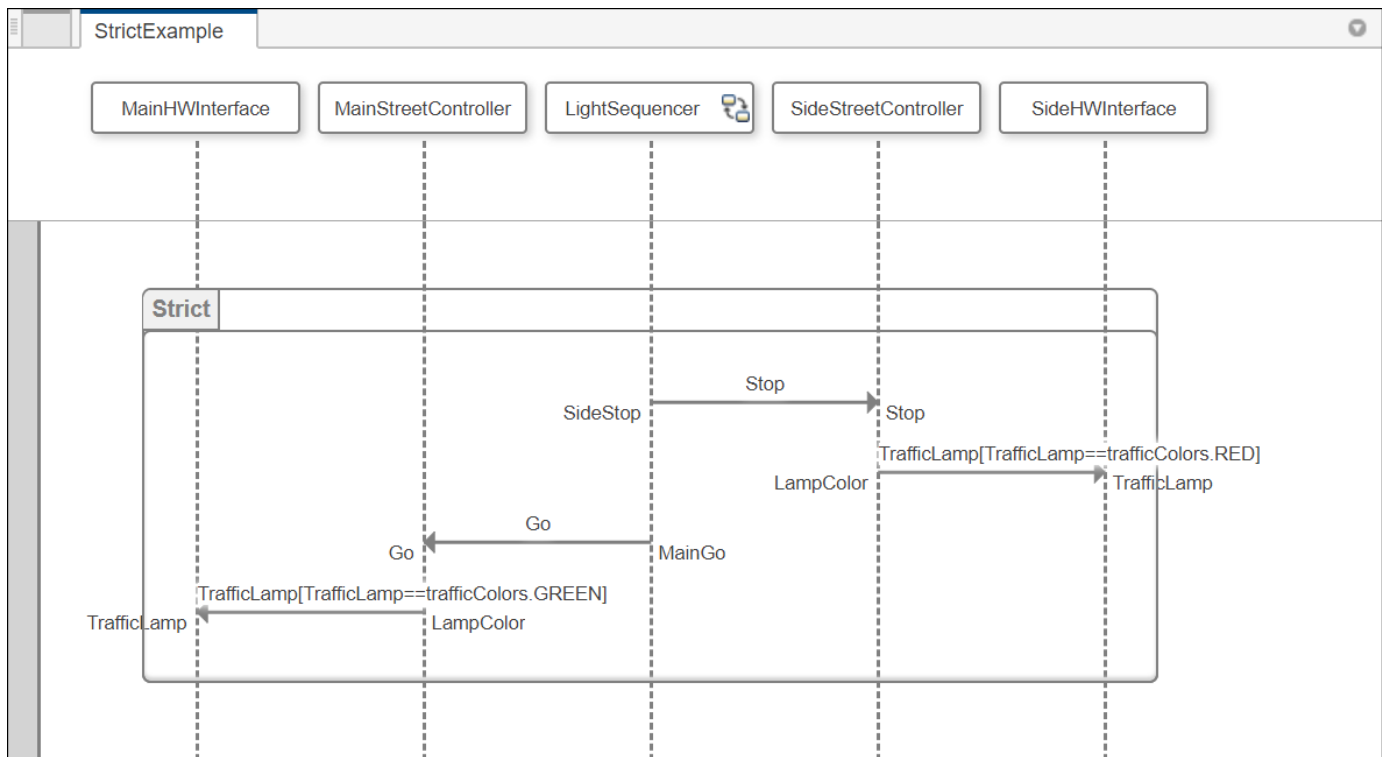 StrictExample
MainHWInterface
MainStreetController
LightSequencer
SideStreetController
SideHWInterface
Strict
Stop
SideStop
Stop
TrafficLamp[TrafficLamp==trafficColors.RED]
LampColor
TrafficLamp
Go
Go
MainGo
TrafficLamp[TrafficLamp==trafficColors.GREEN]
TrafficLamp
LampColor